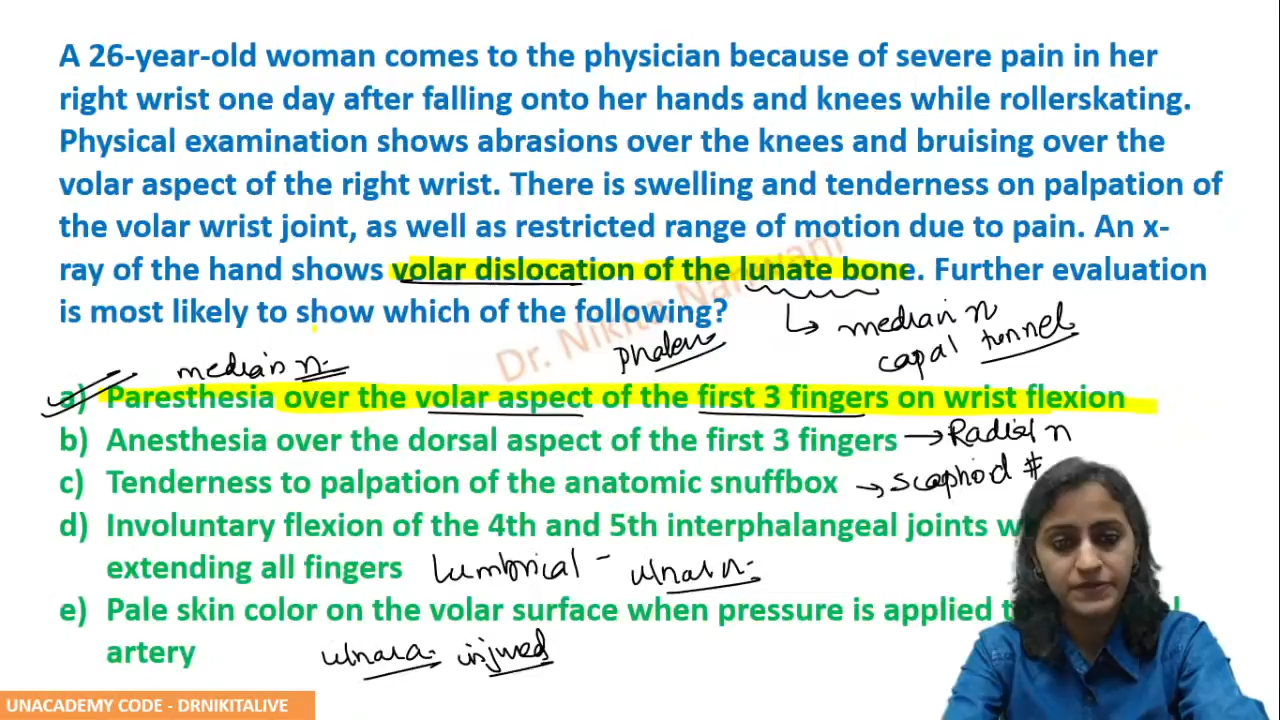 A 26-year-old woman comes to the physician because of severe pain in her
right wrist one day after falling onto her hands and knees while rollerskating.
Physical examination shows abrasions over the knees and bruising over the
volar aspect of the right wrist. There is swelling and tenderness on palpation of
the volar wrist joint, as well as restricted range of motion due to pain. An x-
ray of the hand shows volar dislocation of the lunate bone. Further evaluation
is most likely to show which of the following?
median n
capal tunnel
Dr. Nikita Nanwani
median n.
phalens
a) Paresthesia over the volar aspect of the first 3 fingers on wrist flexion
b) Anesthesia over the dorsal aspect of the first 3 fingers → Radial n
c) Tenderness to palpation of the anatomic snuffbox → scaphoid #
d) Involuntary flexion of the 4th and 5th interphalangeal joints w
extending all fingers lumbrical - ulnar n.
e) Pale skin color on the volar surface when pressure is applied t
artery
ulnar a. injured
UNACADEMY CODE - DRNIKITALIVE